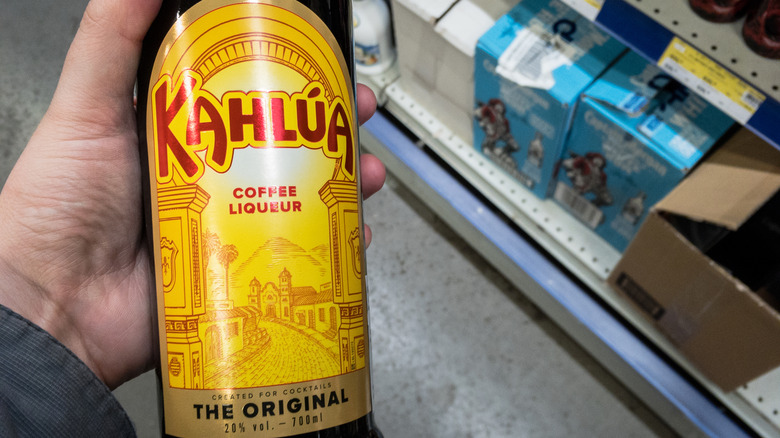 KAHLÚA
COFFEE
LIQUEUR
CREATED FOR COCKTAILS
THE ORIGINAL
20% vol. – 700ml